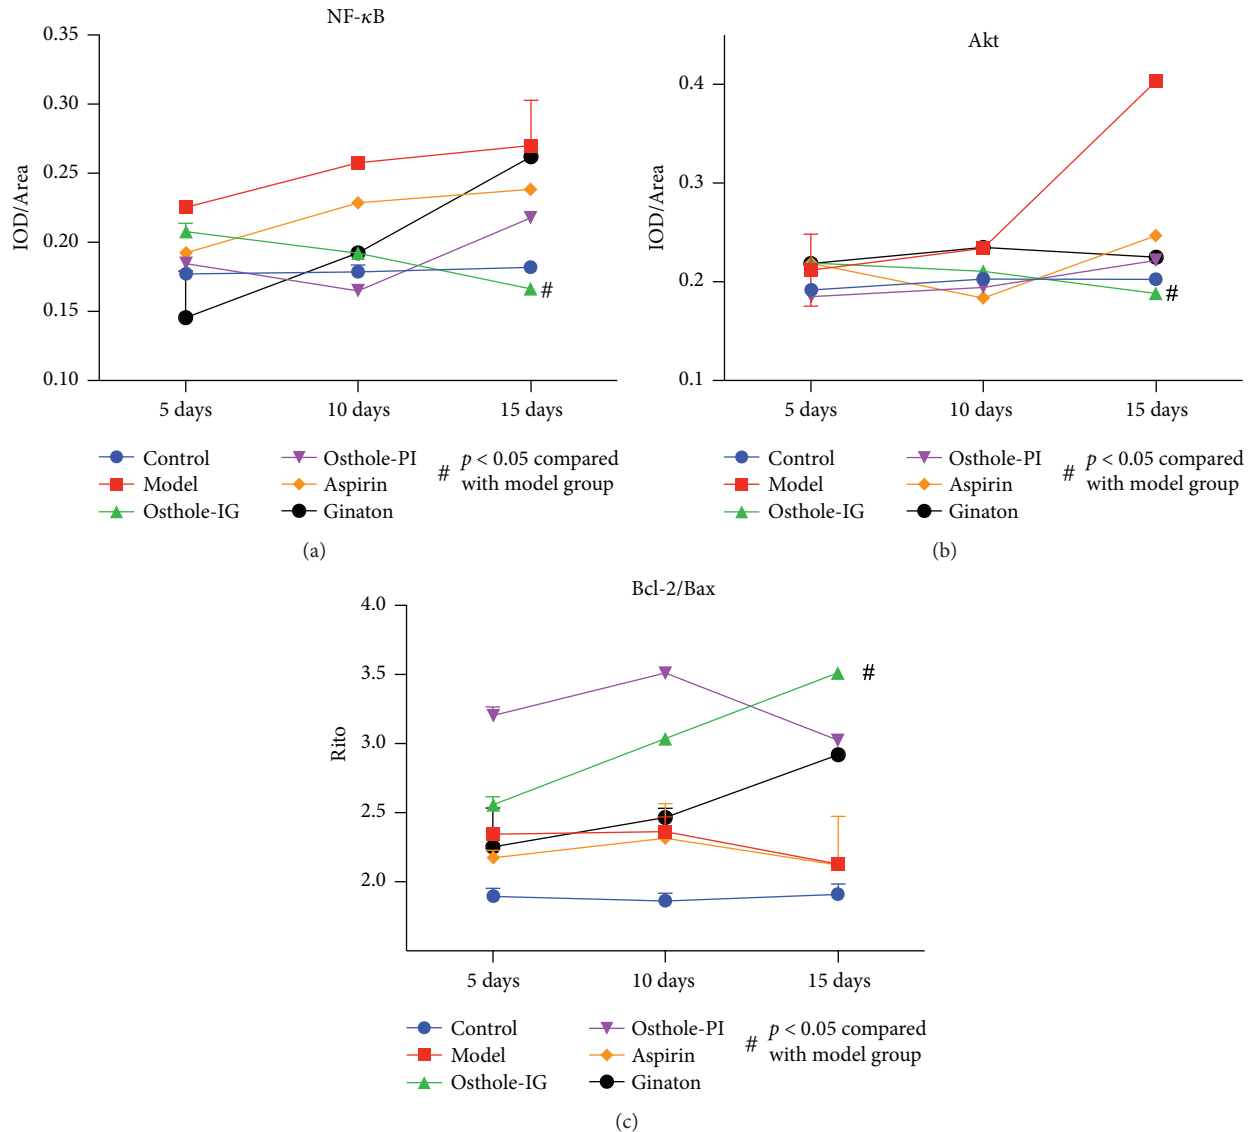 NF-κB
0.35
0.30
0.25
0.20
0.15
0.10
IOD/Area
5 days
10 days
15 days
#
Control
Model
Osthole-IG
Osthole-PI
Aspirin
Ginaton
# p < 0.05 compared
with model group
(a)
Akt
0.4
0.3
0.2
0.1
IOD/Area
5 days
10 days
15 days
#
Control
Model
Osthole-IG
Osthole-PI
Aspirin
Ginaton
# p < 0.05 compared
with model group
(b)
Bcl-2/Bax
4.0
3.5
3.0
2.5
2.0
Rito
5 days
10 days
15 days
#
Control
Model
Osthole-IG
Osthole-PI
Aspirin
Ginaton
# p < 0.05 compared
with model group
(c)